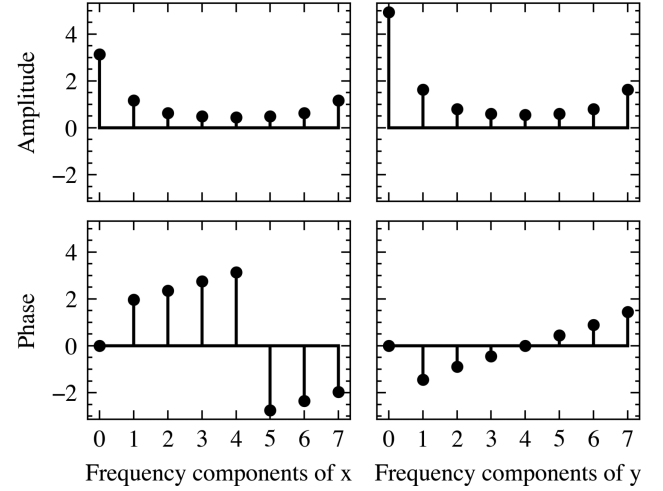 Amplitude
4
2
0
−2
Phase
4
2
0
−2
0 1 2 3 4 5 6 7
0 1 2 3 4 5 6 7
Frequency components of x
Frequency components of y